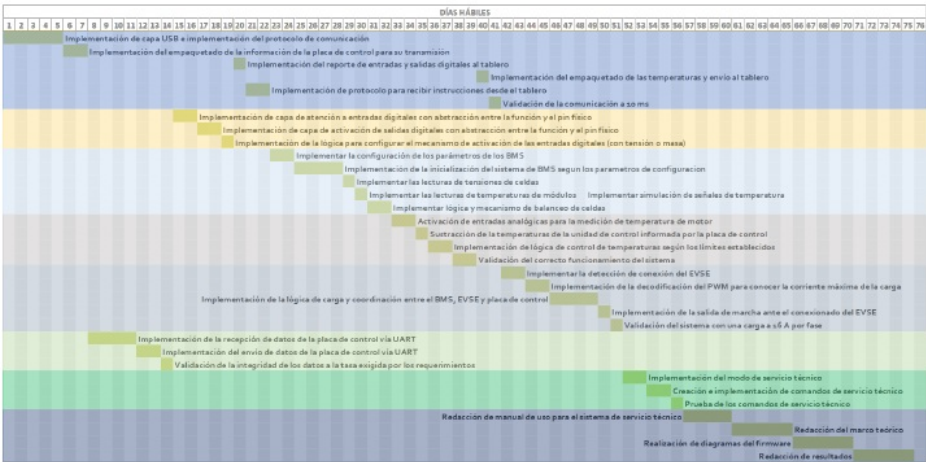 DÍAS HÁBILES
1 2 3 4 5 6 7 8 9 10 11 12 13 14 15 16 17 18 19 20 21 22 23 24 25 26 27 28 29 30 31 32 33 34 35 36 37 38 39 40 41 42 43 44 45 46 47 48 49 50 51 52 53 54 55 56 57 58 59 60 61 62 63 64 65 66 67 68 69 70 71 72 73 74 75 76
Implementación de capa USB e implementación del protocolo de comunicación
Implementación del empaquetado de la información de la placa de control para su transmisión
Implementación del reporte de entradas y salidas digitales al tablero
Implementación del empaquetado de las temperaturas y envio al tablero
Implementación de protocolo para recibir instrucciones desde el tablero
Validación de la comunicación a 10 ms
Implementación de capa de atención a entradas digitales con abstracción entre la función y el pin físico
Implementación de capa de activación de salidas digitales con abstracción entre la función y el pin físico
Implementación de la lógica para configurar el mecanismo de activación de las entradas digitales (con tensión o masa)
Implementar la configuración de los parámetros de los BMS
Implementación de la inicialización del sistema de BMS segun los parametros de configuracion
Implementar las lecturas de tensiones de celdas
Implementar las lecturas de temperaturas de módulos Implementar simulación de señales de temperatura
Implementar lógica y mecanismo de balanceo de celdas
Activación de entradas analógicas para la medición de temperatura de motor
Sustracción de la temperaturas de la unidad de control informada por la placa de control
Implementación de lógica de control de temperaturas según los límites establecidos
Validación del correcto funcionamiento del sistema
Implementar la detección de conexión del EVSE
Implementación de la decodificación del PWM para conocer la corriente máxima de la carga
Implementación de la lógica de carga y coordinación entre el BMS, EVSE y placa de control
Implementación de la salida de marcha ante el conexionado del EVSE
Validación del sistema con una carga a 16 A por fase
Implementación de la recepción de datos de la placa de control vía UART
Implementación del envío de datos de la placa de control vía UART
Validación de la integridad de los datos a la tasa exigida por los requerimientos
Implementación del modo de servicio técnico
Creación e implementación de comandos de servicio técnico
Prueba de los comandos de servicio técnico
Redacción de manual de uso para el sistema de servicio técnico
Redacción del marco teórico
Realización de diagramas del firmware
Redacción de resultados